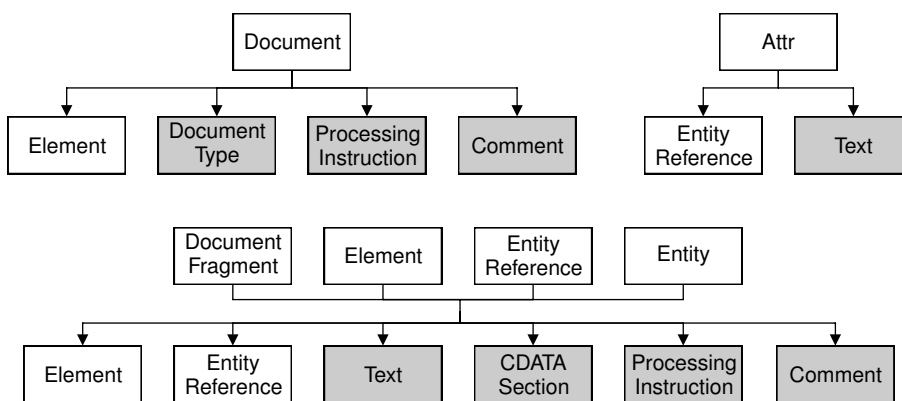 Document
Attr
Element
Document
Type
Processing
Instruction
Comment
Entity
Reference
Text
Document
Fragment
Element
Entity
Reference
Entity
Element
Entity
Reference
Text
CDATA
Section
Processing
Instruction
Comment